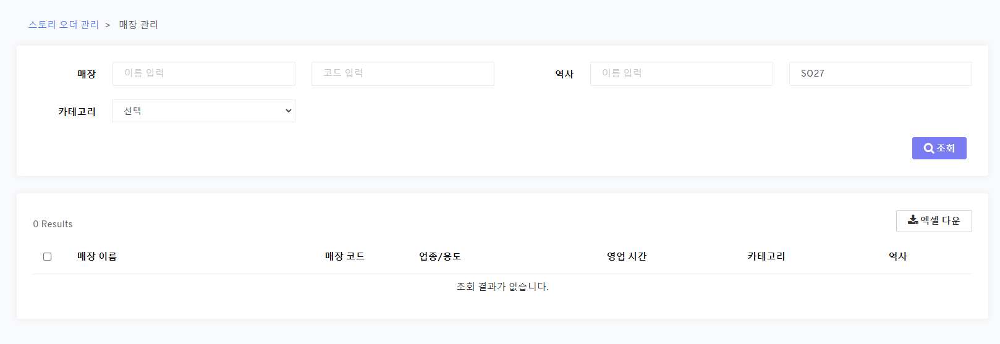 스토리 오더 관리 > 매장 관리
매장 이름 입력 코드 입력 역사 이름 입력 S027
카테고리 선택
조회
0 Results 엑셀 다운
매장 이름 매장 코드 업종/용도 영업 시간 카테고리 역사
조회 결과가 없습니다.